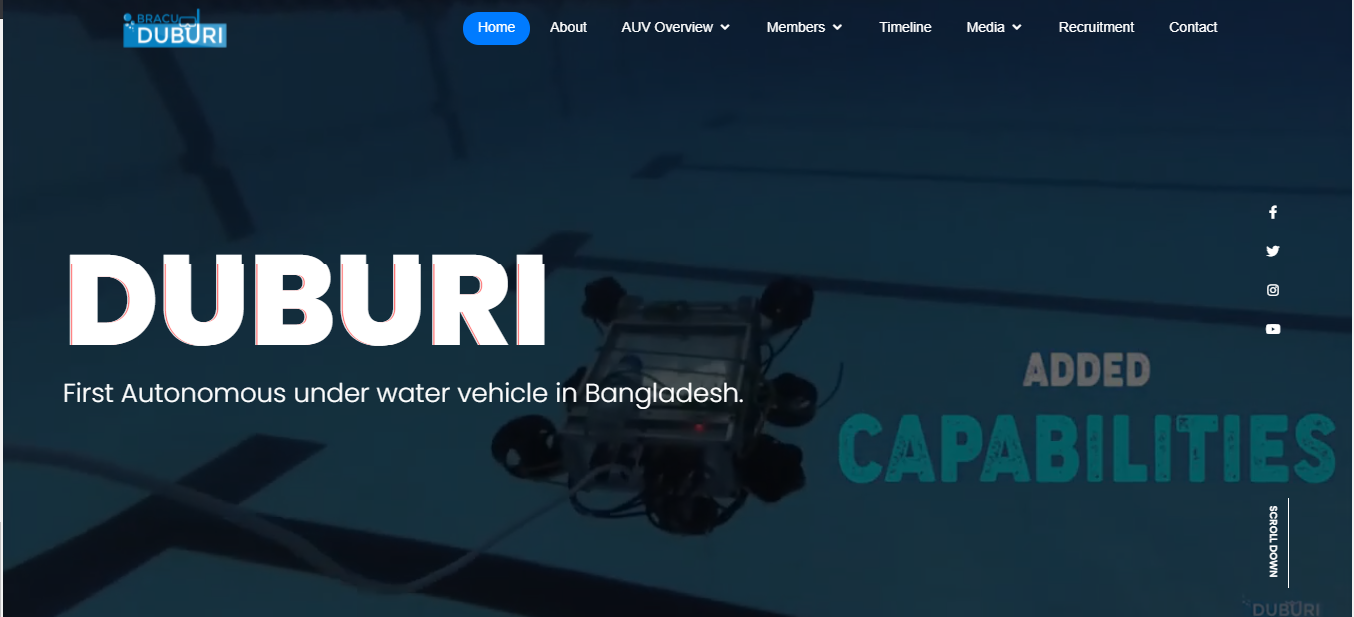 BRACU
DUBURI
Home About AUV Overview Members Timeline Media Recruitment Contact
DUBURI
First Autonomous under water vehicle in Bangladesh.
ADDED
CAPABILITIES
SCROLL DOWN
DUBURI